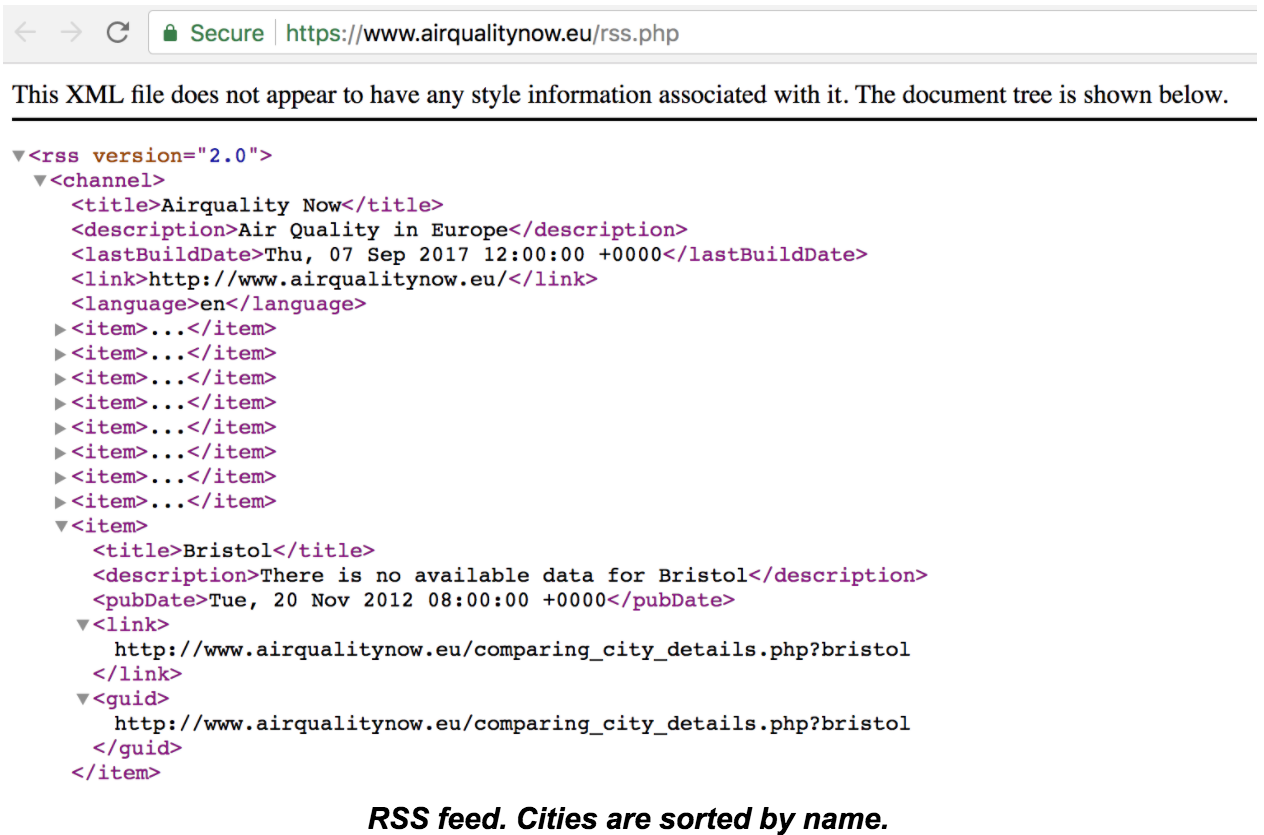 Secure https://www.airqualitynow.eu/rss.php
This XML file does not appear to have any style information associated with it. The document tree is shown below.
▼<rss version="2.0">
▼<channel>
<title>Airquality Now</title>
<description>Air Quality in Europe</description>
<lastBuildDate>Thu, 07 Sep 2017 12:00:00 +0000</lastBuildDate>
<link>http://www.airqualitynow.eu/</link>
<language>en</language>
▶<item>...</item>
▶<item>...</item>
▶<item>...</item>
▶<item>...</item>
▶<item>...</item>
▶<item>...</item>
▶<item>...</item>
▶<item>...</item>
▼<item>
<title>Bristol</title>
<description>There is no available data for Bristol</description>
<pubDate>Tue, 20 Nov 2012 08:00:00 +0000</pubDate>
▼<link>
http://www.airqualitynow.eu/comparing_city_details.php?bristol
</link>
▼<guid>
http://www.airqualitynow.eu/comparing_city_details.php?bristol
</guid>
</item>
RSS feed. Cities are sorted by name.